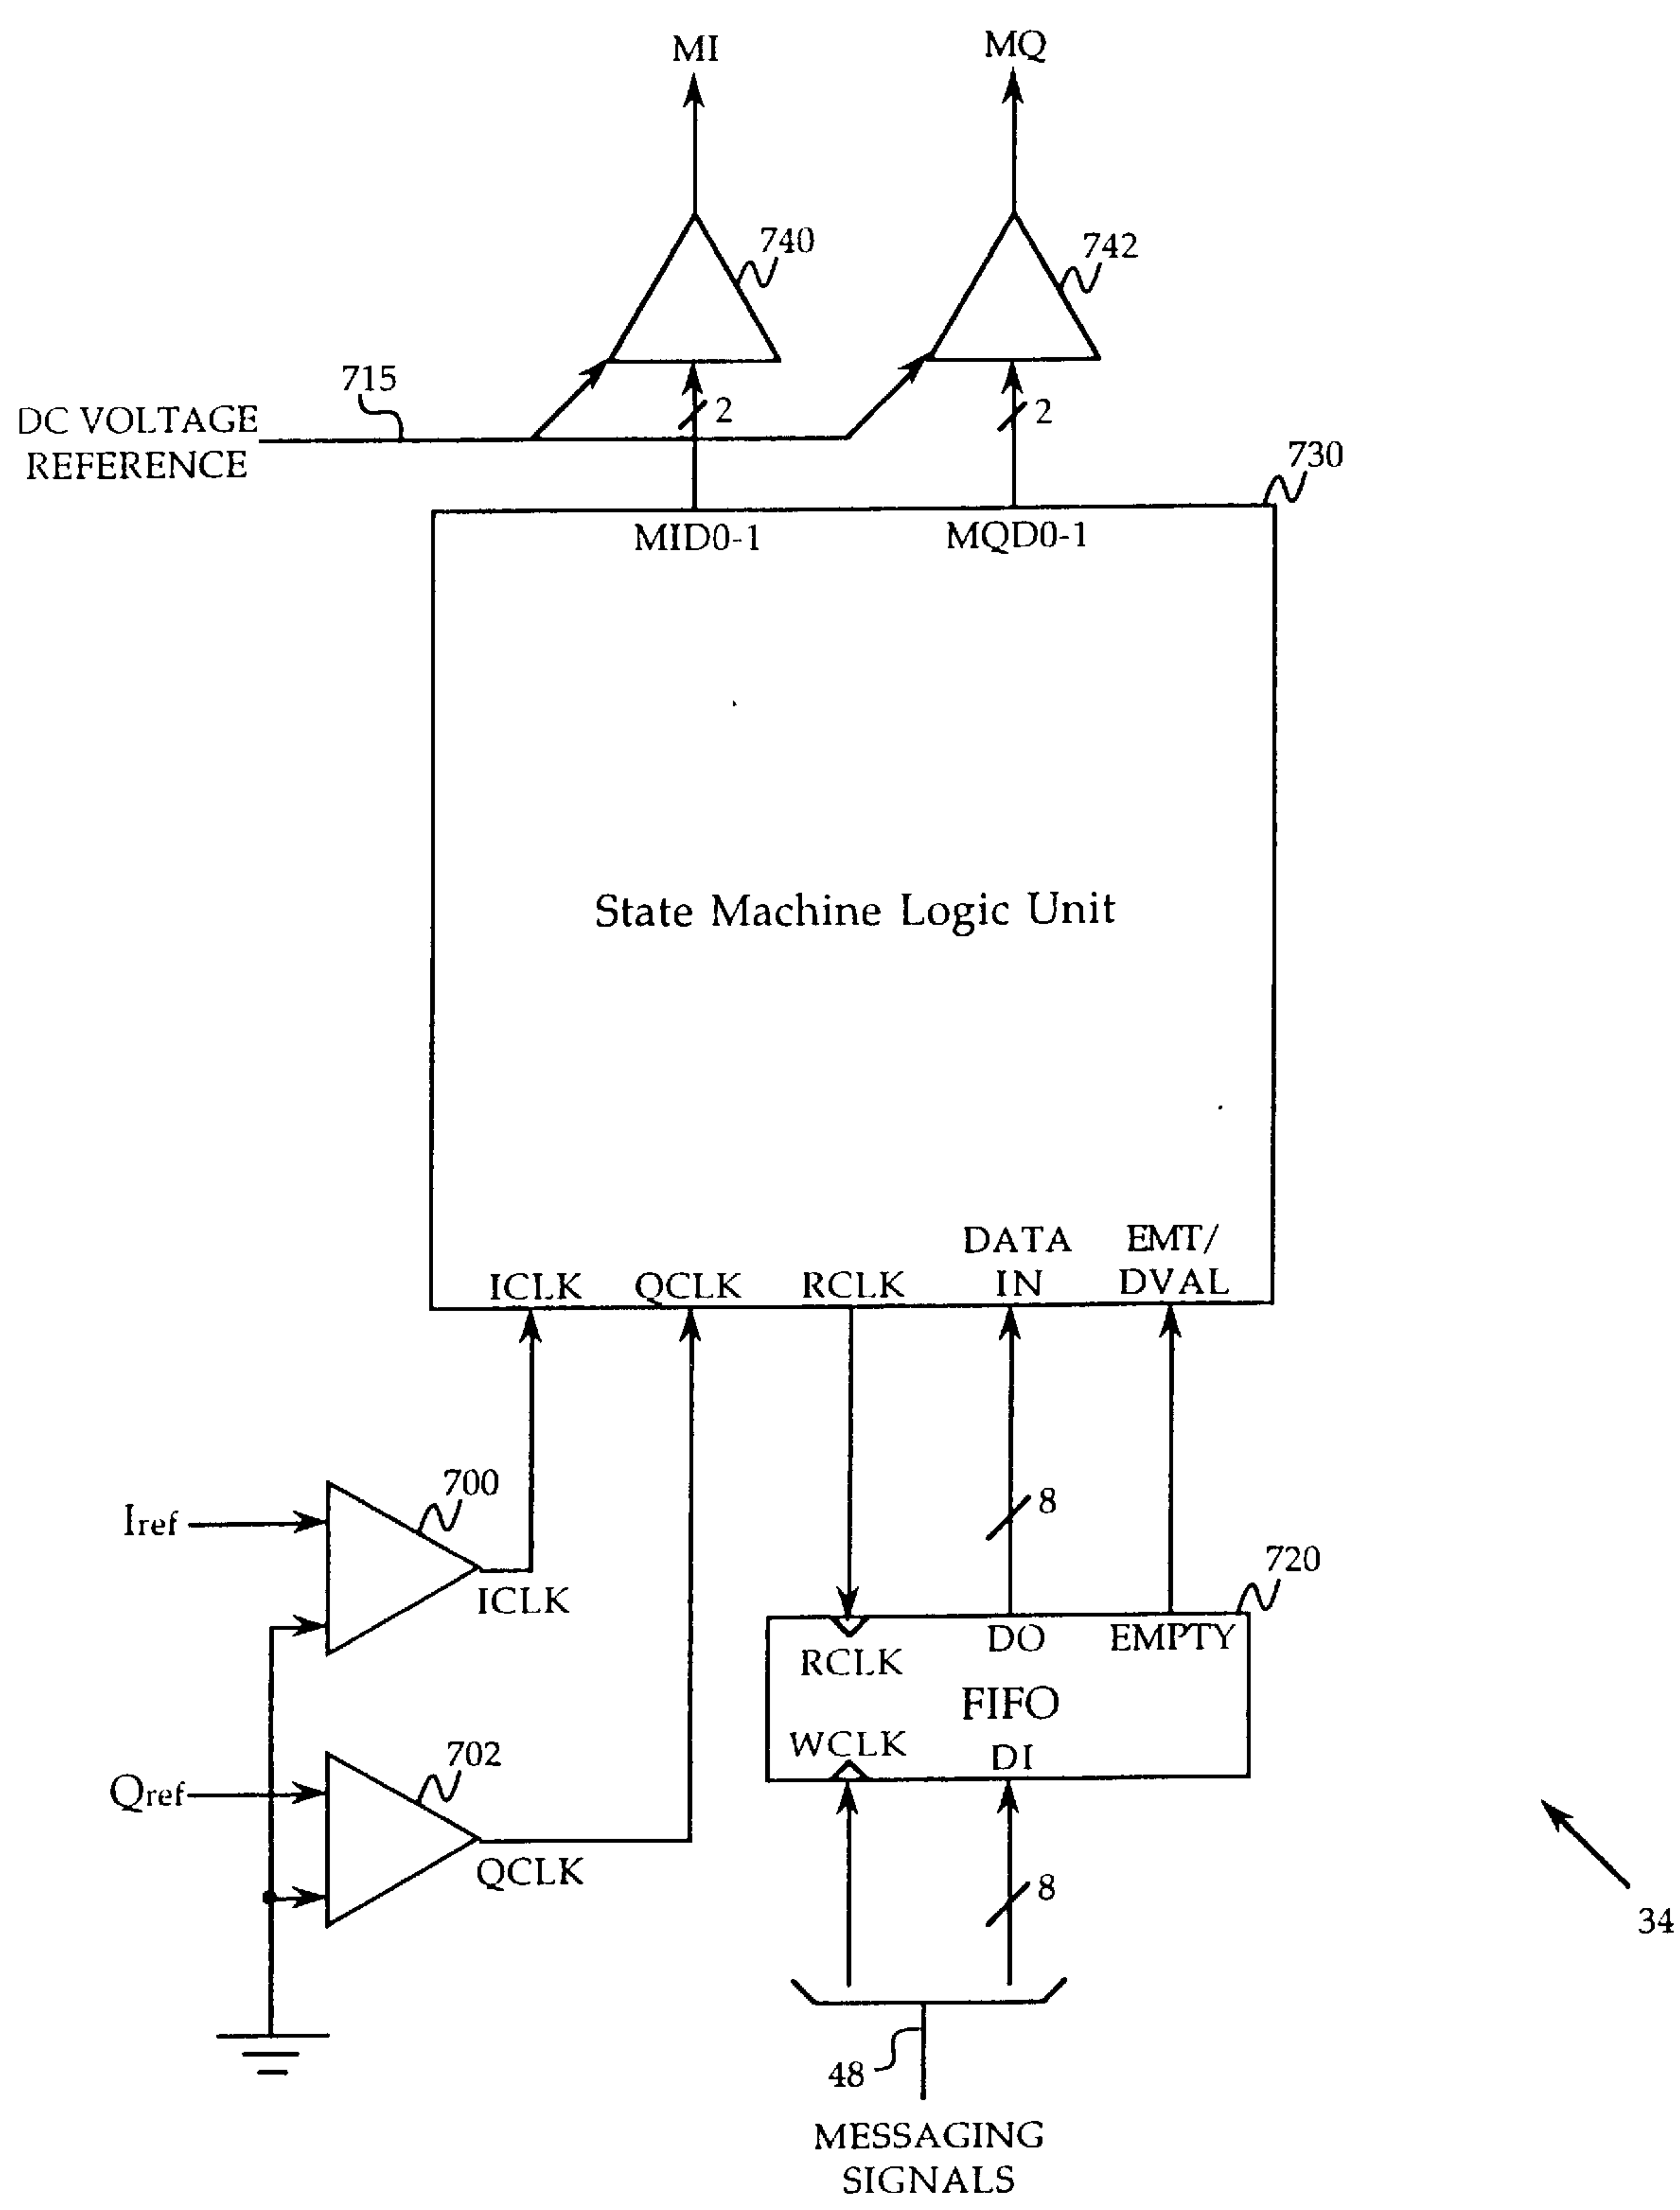 MI
MQ
740
742
715
DC VOLTAGE
REFERENCE
2
2
730
MID0-1
MQD0-1
State Machine Logic Unit
DATA
IN
EMT/
DVAL
ICLK
QCLK
RCLK
700
Iref
ICLK
8
720
RCLK
DO
EMPTY
FIFO
WCLK
DI
702
Qref
QCLK
8
34
48
MESSAGING
SIGNALS